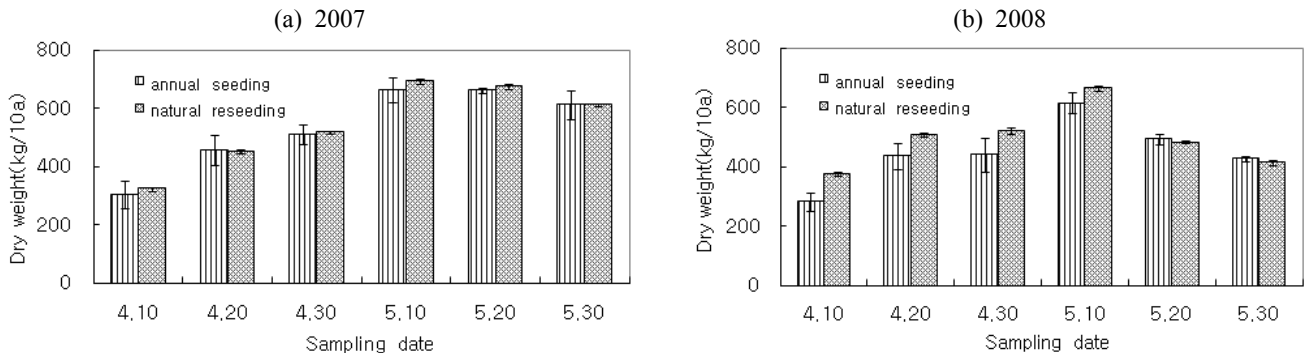 (a) 2007
800
600
400
200
0
Dry weight(kg/10a)
annual seeding
natural reseeding
4.10 4.20 4.30 5.10 5.20 5.30
Sampling date
(b) 2008
800
600
400
200
0
Dry weight(kg/10a)
annual seeding
natural reseeding
4.10 4.20 4.30 5.10 5.20 5.30
Sampling date